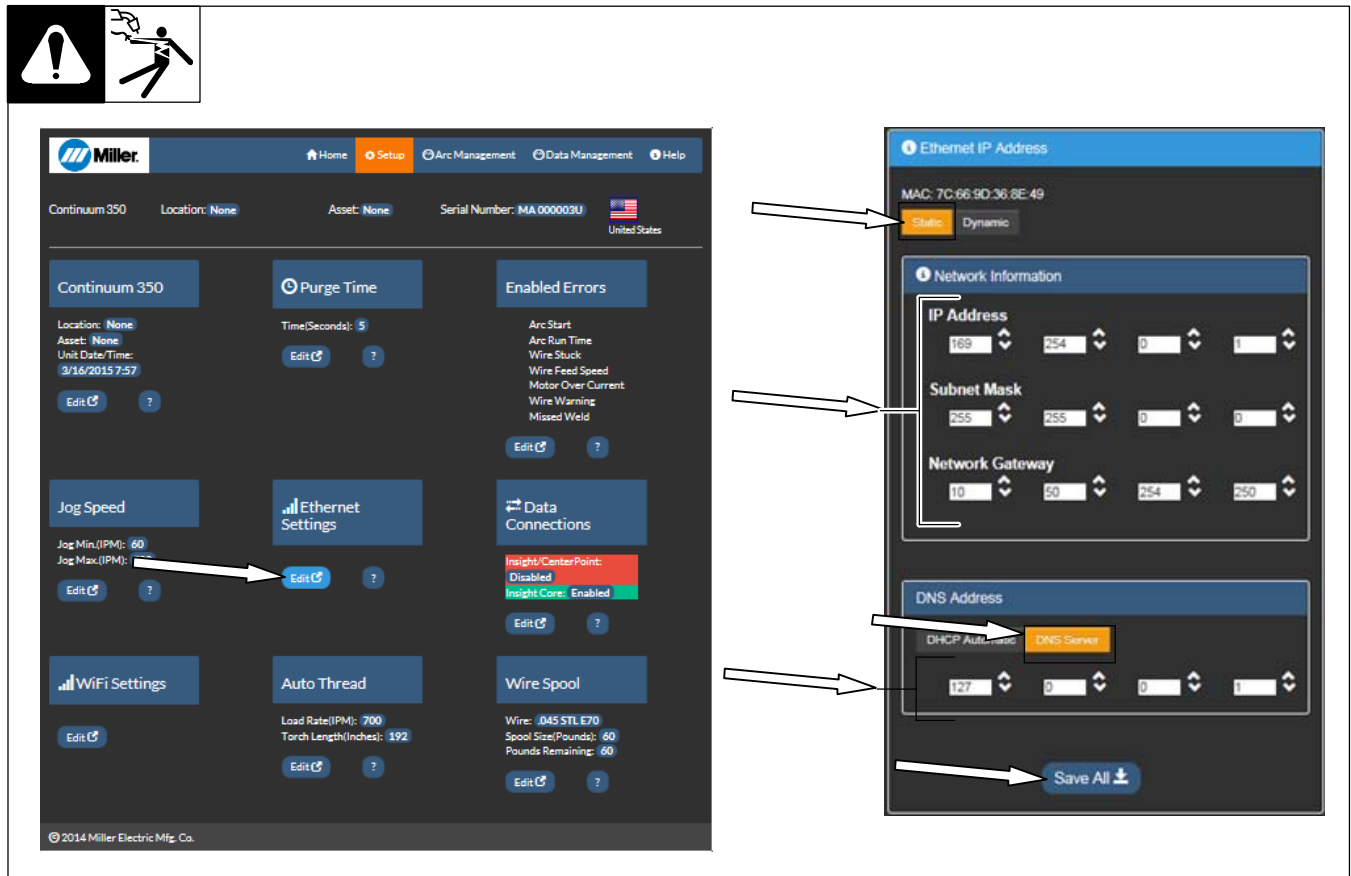 Miller.
Home Setup Arc Management Data Management Help
Continuum 350 Location: None Asset: None Serial Number: MA 000003U
United States
Continuum 350
Location: None
Asset: None
Unit Date/Time:
3/16/2015 7:57
Edit ?
Purge Time
Time(Seconds): 5
Edit ?
Enabled Errors
Arc Start
Arc Run Time
Wire Stuck
Wire Feed Speed
Motor Over Current
Wire Warning
Missed Weld
Edit ?
Jog Speed
Jog Min.(IPM): 60
Jog Max.(IPM):
Edit ?
Ethernet
Settings
Edit ?
Data
Connections
Insight/CenterPoint:
Disabled
Insight Core: Enabled
Edit ?
WiFi Settings
Edit
Auto Thread
Load Rate(IPM): 700
Torch Length(Inches): 192
Edit ?
Wire Spool
Wire: .045 STL E70
Spool Size(Pounds): 60
Pounds Remaining: 60
Edit ?
© 2014 Miller Electric Mfg. Co.
Ethernet IP Address
MAC: 7C:66:9D:36:8E:49
Static Dynamic
Network Information
IP Address
169 254 0 1
Subnet Mask
255 255 0 0
Network Gateway
10 50 254 250
DNS Address
DHCP Automatic DNS Server
127 0 0 1
Save All